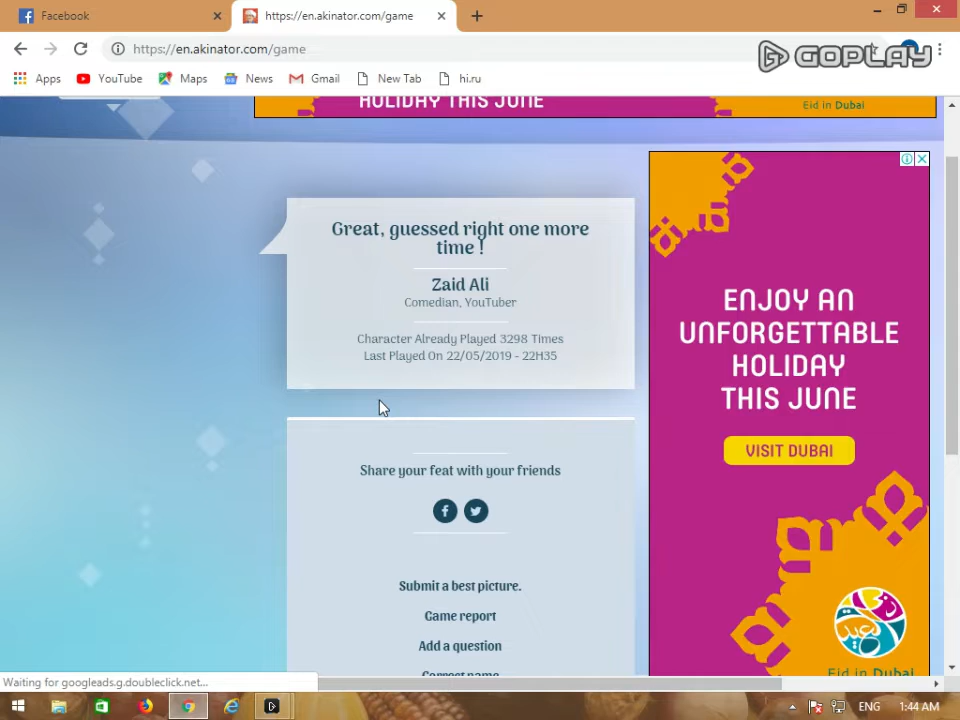 Facebook
https://en.akinator.com/game
https://en.akinator.com/game
GOPLAY
Apps
YouTube
Maps
News
Gmail
New Tab
hi.ru
HOLIDAY THIS JUNE
Eid in Dubai
Great, guessed right one more
time !
Zaid Ali
Comedian, YouTuber
Character Already Played 3298 Times
Last Played On 22/05/2019 - 22H35
ENJOY AN
UNFORGETTABLE
HOLIDAY
THIS JUNE
VISIT DUBAI
Share your feat with your friends
Submit a best picture.
Game report
Add a question
Correct name
Eid in Dubai
Waiting for googleads.g.doubleclick.net...
ENG
1:44 AM